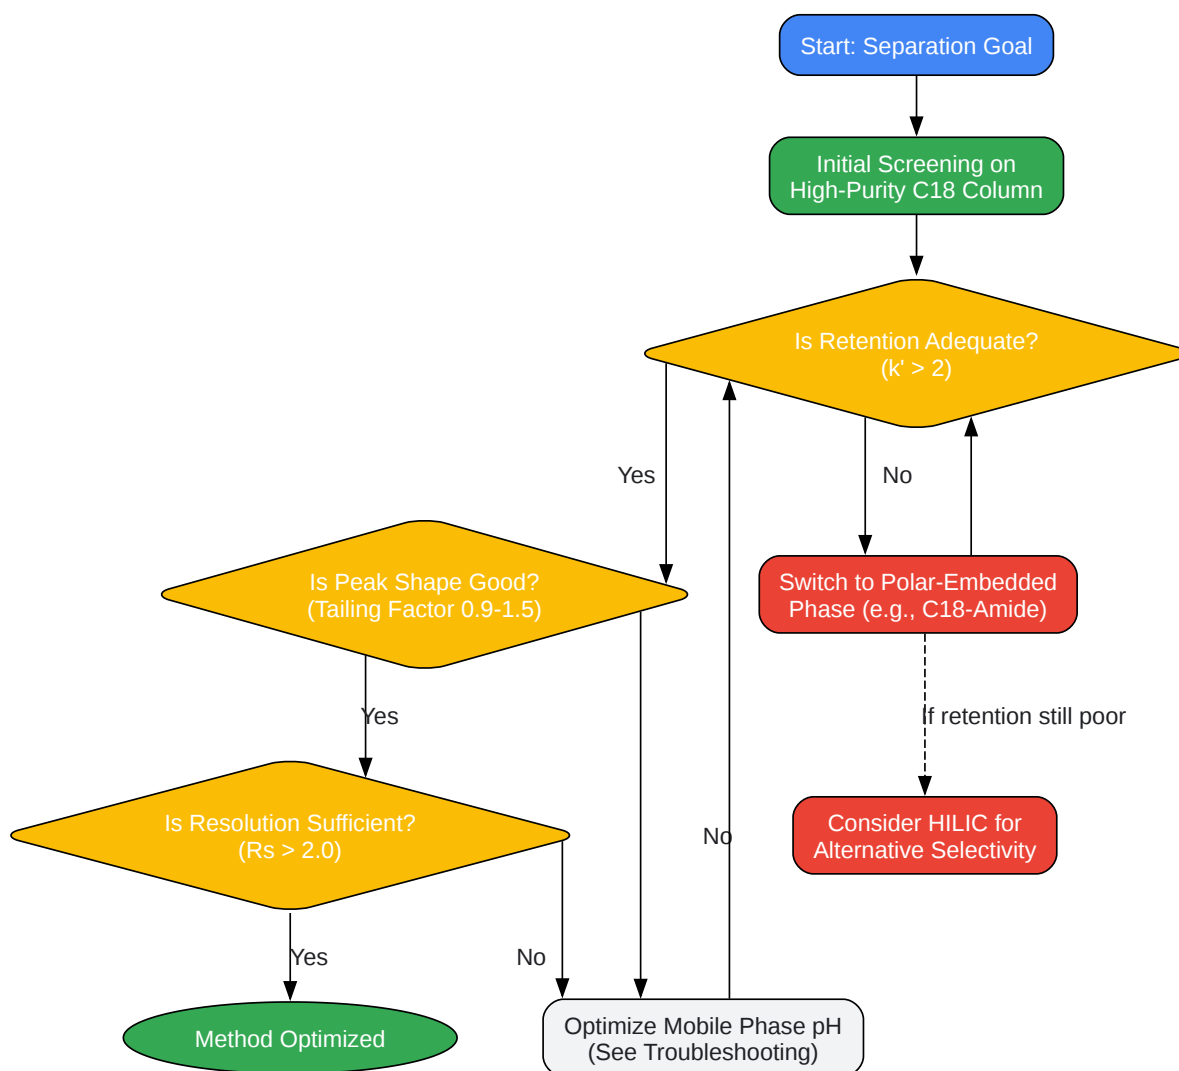 Start: Separation Goal
Initial Screening on
High-Purity C18 Column
Is Retention Adequate?
(k' > 2)
Yes
No
Is Peak Shape Good?
(Tailing Factor 0.9-1.5)
Switch to Polar-Embedded
Phase (e.g., C18-Amide)
Yes
If retention still poor
Is Resolution Sufficient?
(Rs > 2.0)
No
Consider HILIC for
Alternative Selectivity
Yes
No
Method Optimized
Optimize Mobile Phase pH
(See Troubleshooting)